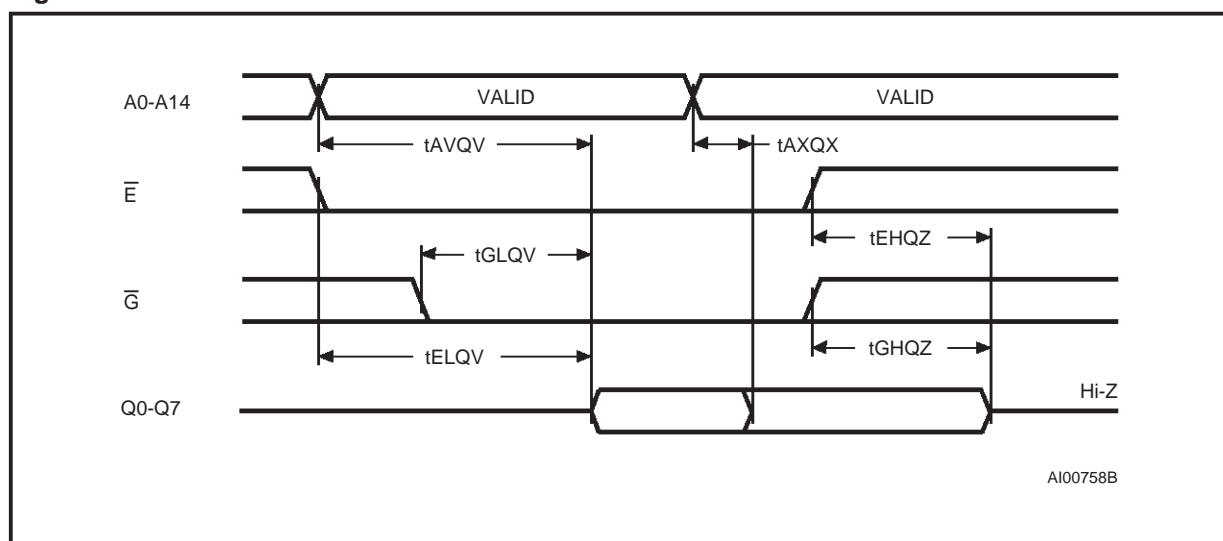 A0-A14
VALID
VALID
tAVQV
tAXQX
E̅
tEHQZ
tGLQV
G̅
tELQV
tGHQZ
Q0-Q7
Hi-Z
AI00758B